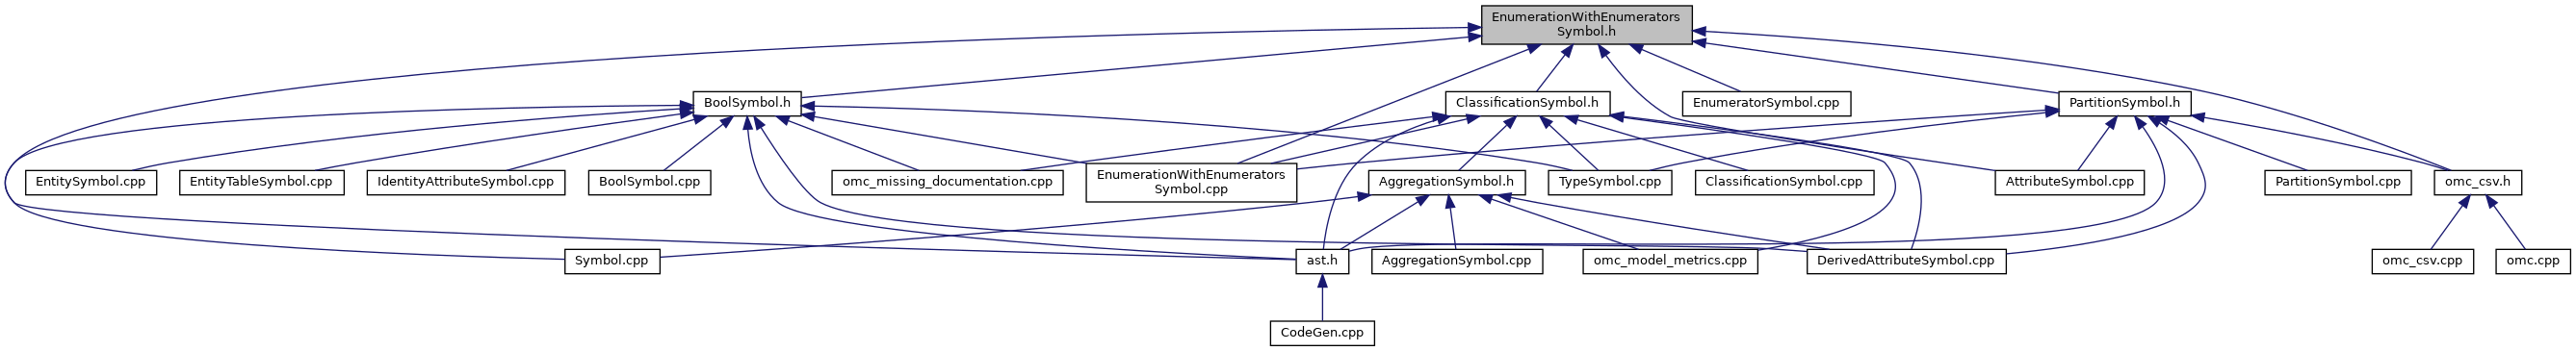 EnumerationWithEnumerators
Symbol.h
BoolSymbol.h
ClassificationSymbol.h
EnumeratorSymbol.cpp
PartitionSymbol.h
EntitySymbol.cpp
EntityTableSymbol.cpp
IdentityAttributeSymbol.cpp
BoolSymbol.cpp
omc_missing_documentation.cpp
EnumerationWithEnumerators
Symbol.cpp
AggregationSymbol.h
TypeSymbol.cpp
ClassificationSymbol.cpp
AttributeSymbol.cpp
PartitionSymbol.cpp
omc_csv.h
Symbol.cpp
ast.h
AggregationSymbol.cpp
omc_model_metrics.cpp
DerivedAttributeSymbol.cpp
omc_csv.cpp
omc.cpp
CodeGen.cpp